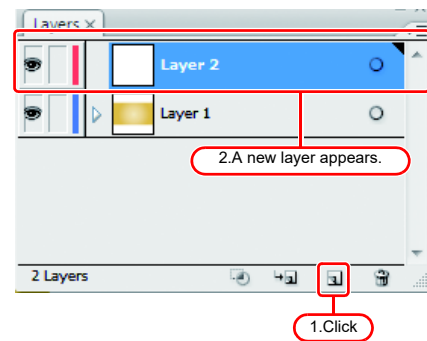 Layers ×
Layer 2
Layer 1
2.A new layer appears.
2 Layers
1.Click